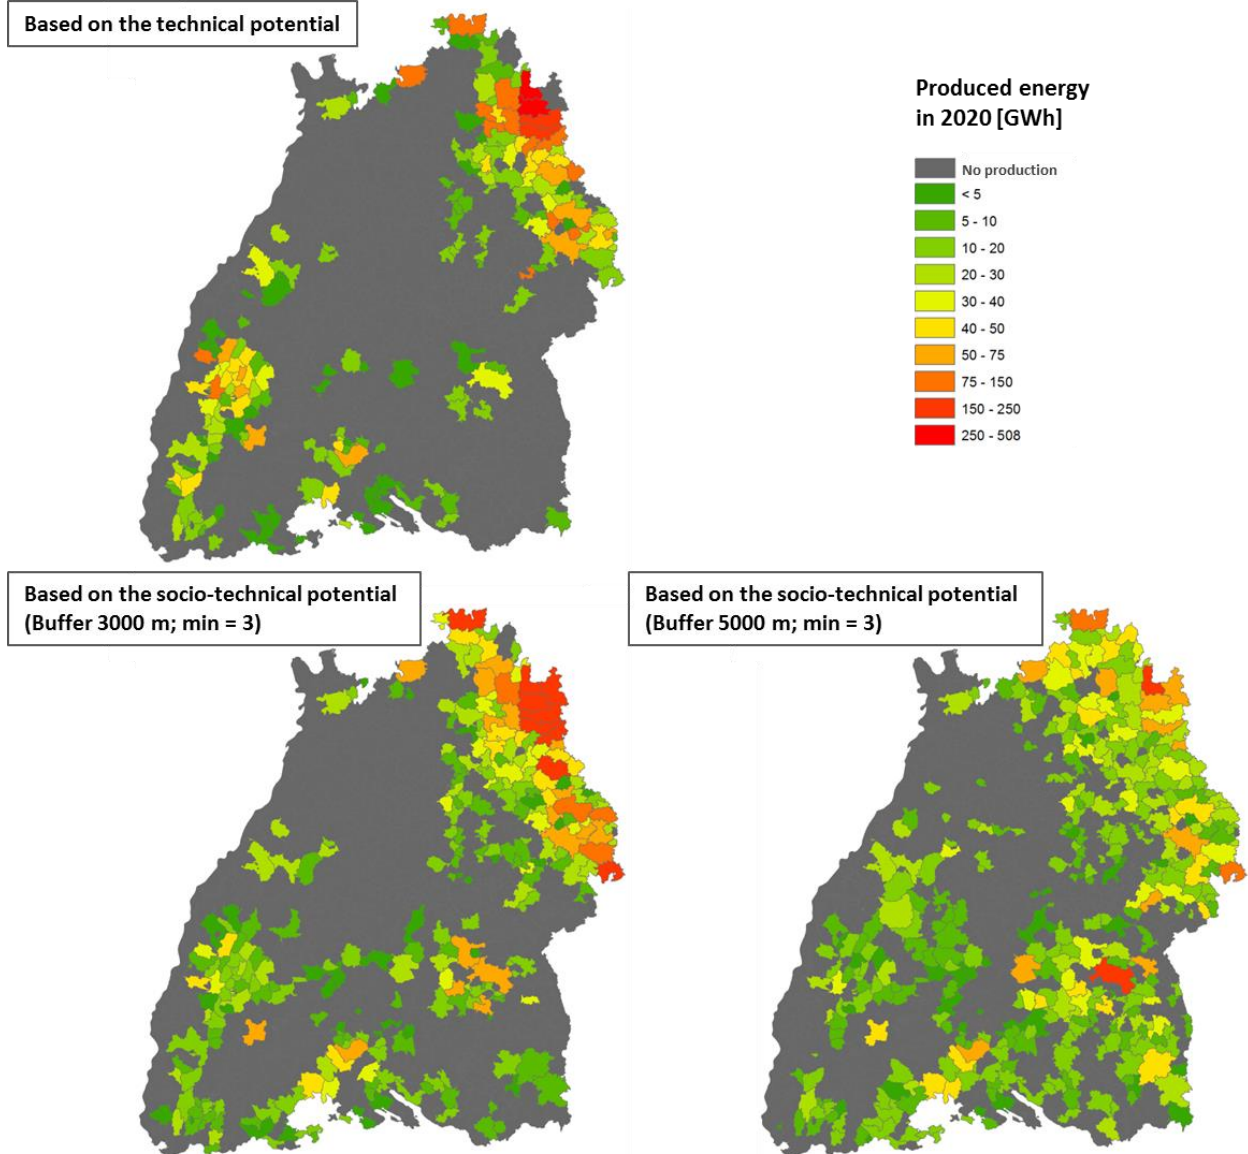 Based on the technical potential
Produced energy
in 2020 [GWh]
No production
< 5
5 - 10
10 - 20
20 - 30
30 - 40
40 - 50
50 - 75
75 - 150
150 - 250
250 - 508
Based on the socio-technical potential
(Buffer 3000 m; min = 3)
Based on the socio-technical potential
(Buffer 5000 m; min = 3)